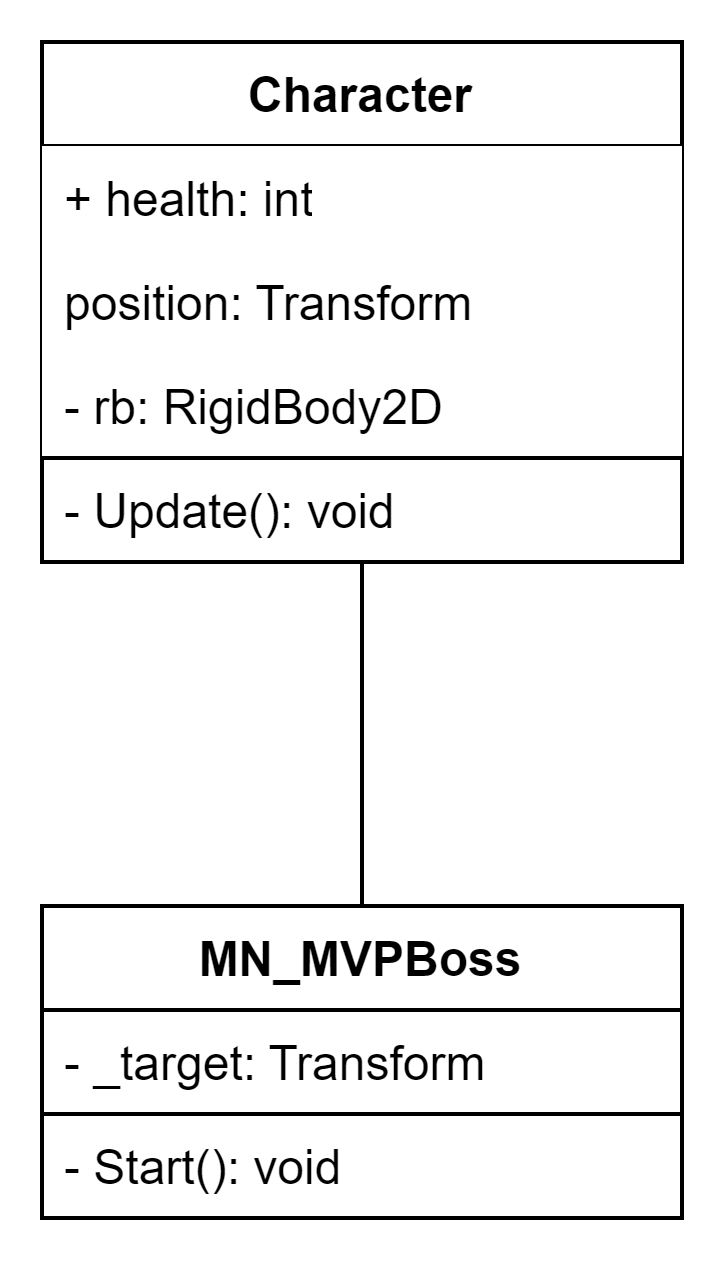 Character
+ health: int
position: Transform
- rb: RigidBody2D
- Update(): void
MN_MVPBoss
- _target: Transform
- Start(): void